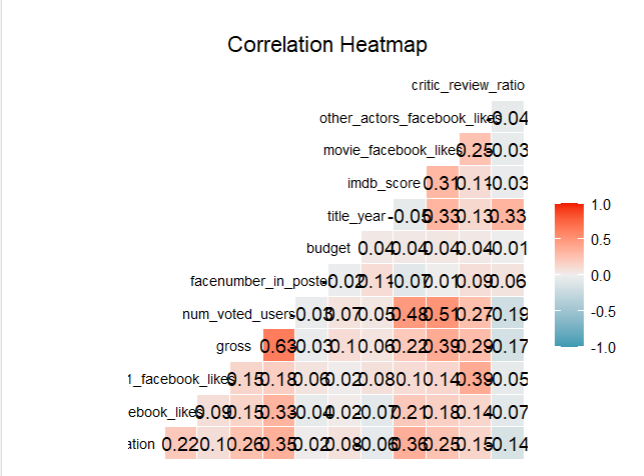 Correlation Heatmap
critic_review_ratio
other_actors_facebook_likes -0.04
movie_facebook_likes 0.25 -0.03
imdb_score 0.31 0.11 -0.03
title_year -0.05 0.33 0.13 0.33
budget 0.04 0.04 0.04 0.04 -0.01
facenumber_in_poster -0.02 0.11 -0.07 0.01 0.09 0.06
num_voted_users -0.03 0.07 0.05 0.48 0.51 0.27 -0.19
gross 0.63 -0.03 0.1 0.06 0.22 0.39 0.29 -0.17
1_facebook_likes 0.15 0.18 0.06 0.02 0.08 0.1 0.14 0.39 -0.05
ebook_likes 0.09 0.15 0.33 -0.04 -0.02 -0.07 0.21 0.18 0.14 -0.07
ation 0.22 0.1 0.26 0.35 0.02 0.08 -0.06 0.36 0.25 0.15 -0.14
1.0
0.5
0.0
-0.5
-1.0